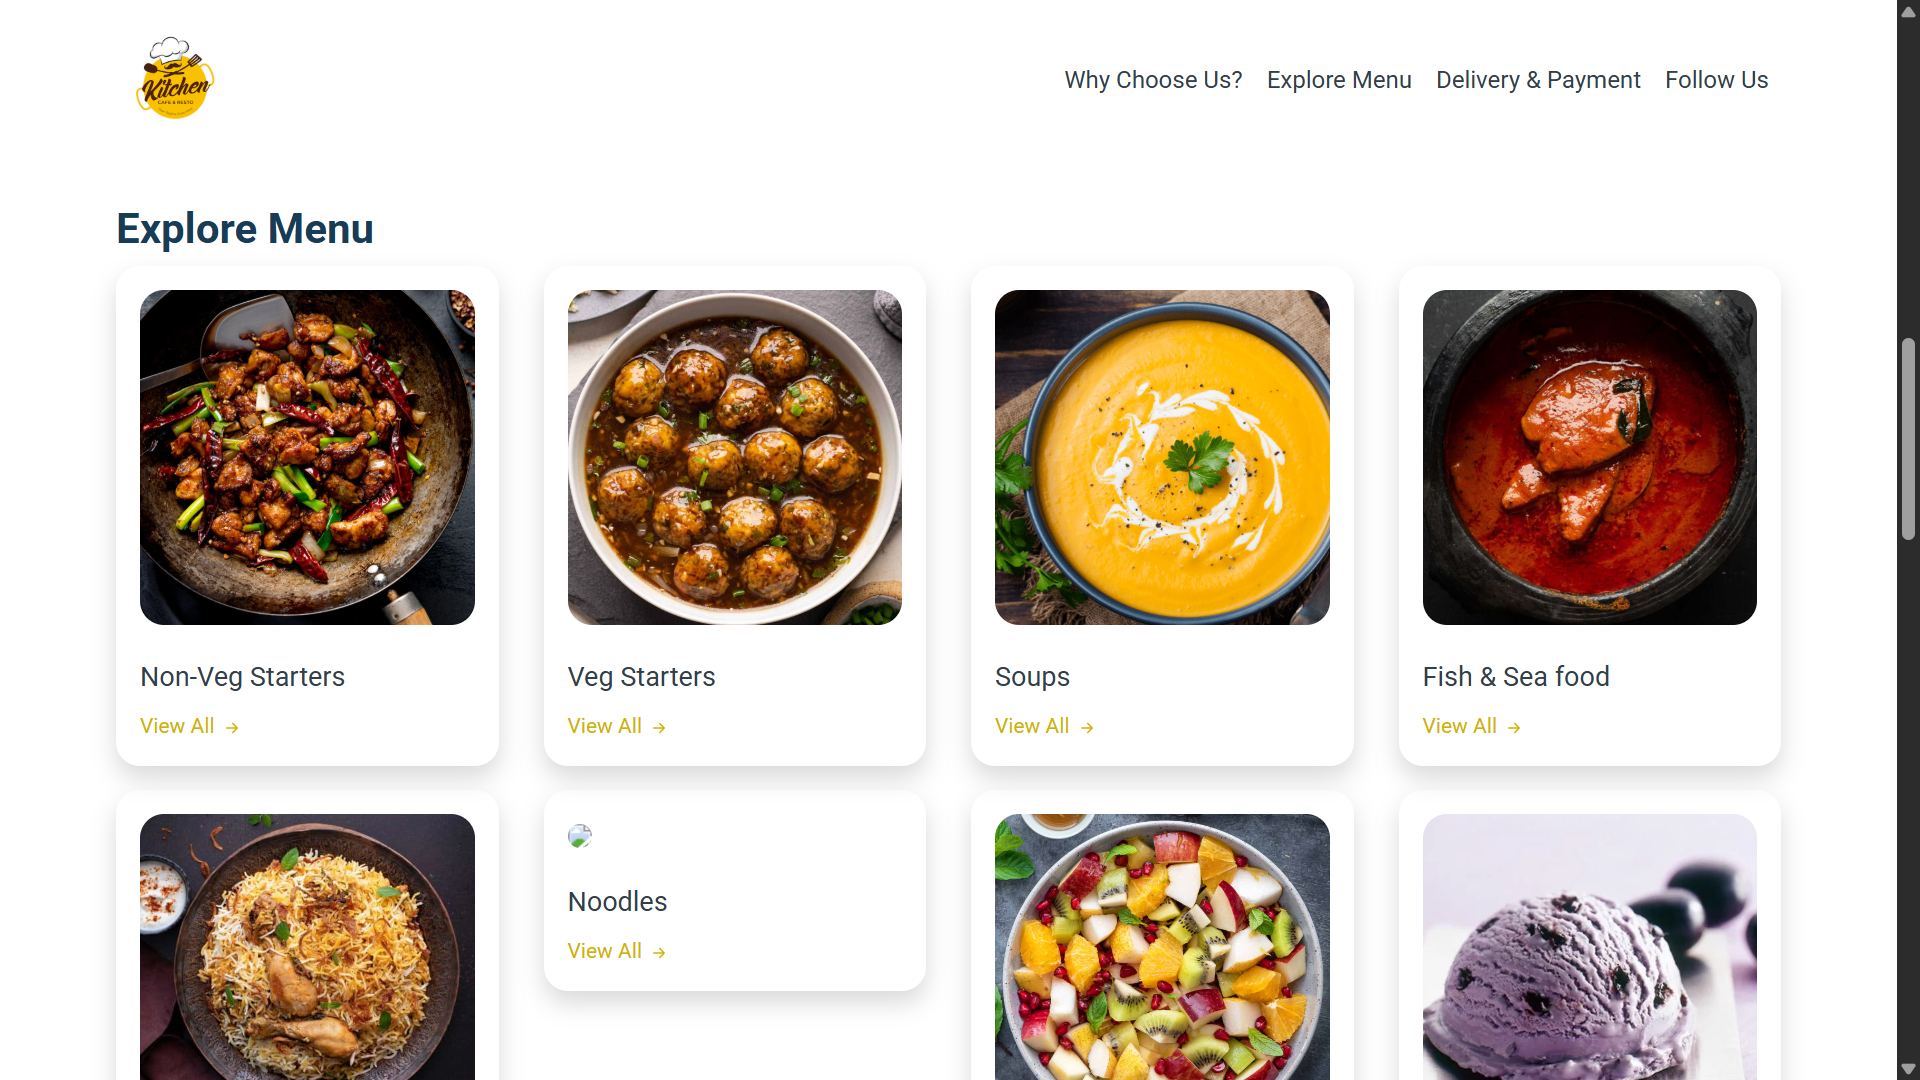 Kitchen
CAFE & RESTO
Why Choose Us?
Explore Menu
Delivery & Payment
Follow Us
Explore Menu
Non-Veg Starters
View All →
Veg Starters
View All →
Soups
View All →
Fish & Sea food
View All →
Noodles
View All →